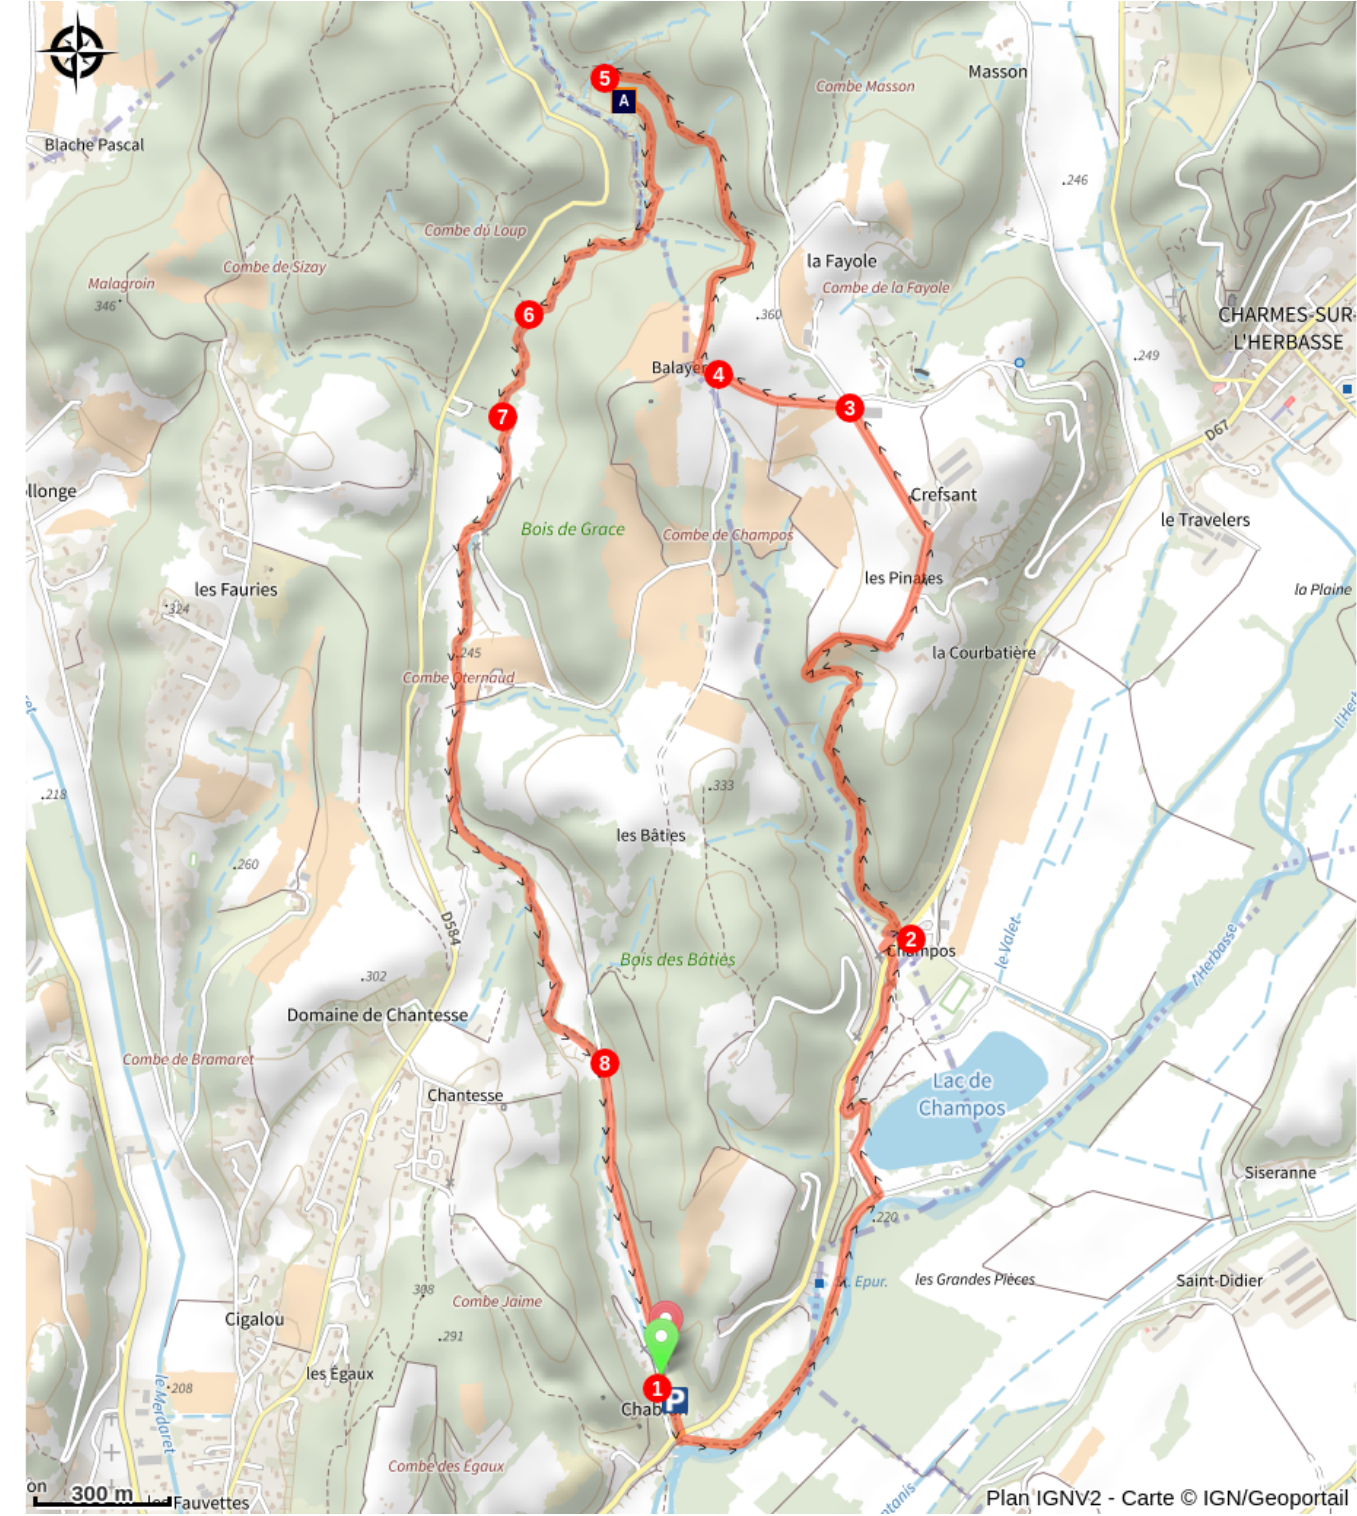 5
A
Masson
Combe Masson
Blache Pascal
.246
Combe du Loup
la Fayole
Combe de Sizay
Malagroin
346
Combe de la Fayole
6
.360
CHARMES-SUR-
L'HERBASSE
.249
Balayer
4
3
7
D67
llonge
Crefsant
Bois de Grace
Combe de Champos
le Travelers
les Pinates
les Fauries
la Plaine
.324
.245
la Courbatière
Combe Oternaud
l'Herb
.218
.333
les Bâties
.260
D584
2
Champos
le Valet
Bois des Bâties
l'Herbasse
.302
Domaine de Chantesse
Combe de Bramaret
8
Lac de
Champos
Chantesse
Siseranne
.220
Epur.
les Grandes Pièces
Saint-Didier
308
Combe Jaime
Cigalou
.291
les Égaux
.208
1
P
le Merdaret
Combe des Égaux
300 m
Fauvettes
Plan IGNV2 - Carte © IGN/Geoportail